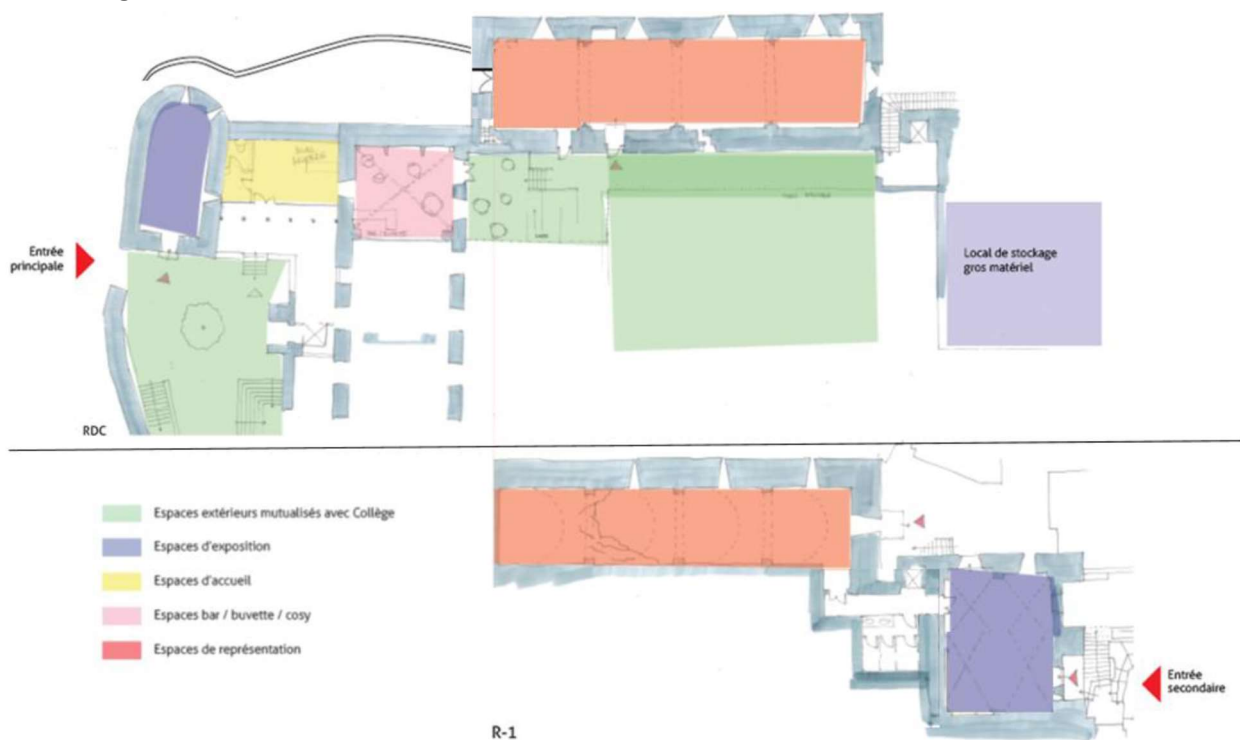 Entrée
principale
Local de stockage
gros matériel
RDC
Espaces extérieurs mutualisés avec Collège
Espaces d'exposition
Espaces d'accueil
Espaces bar / buvette / cosy
Espaces de représentation
Entrée
secondaire
R-1